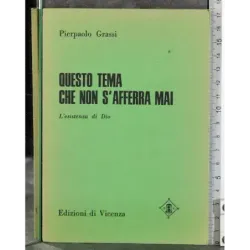 Pierpaolo Grassi
QUESTO TEMA
CHE NON S'AFFERRA MAI
L'esistenza di Dio
Edizioni di Vicenza